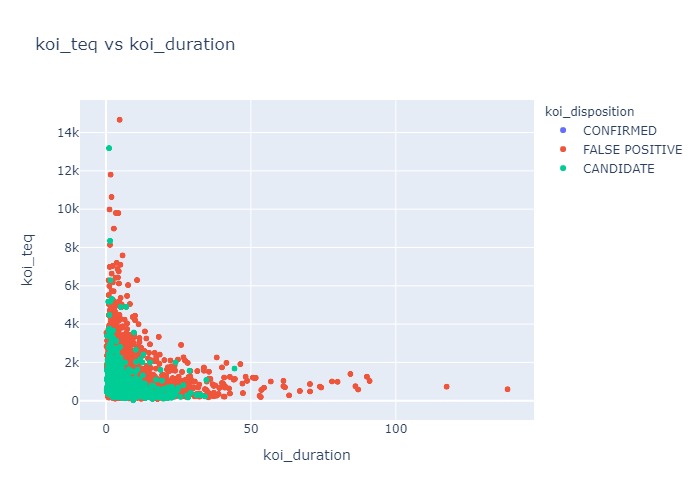 koi_teq vs koi_duration
koi_disposition
CONFIRMED
FALSE POSITIVE
CANDIDATE
14k
12k
10k
8k
6k
4k
2k
0
koi_teq
0
50
100
koi_duration